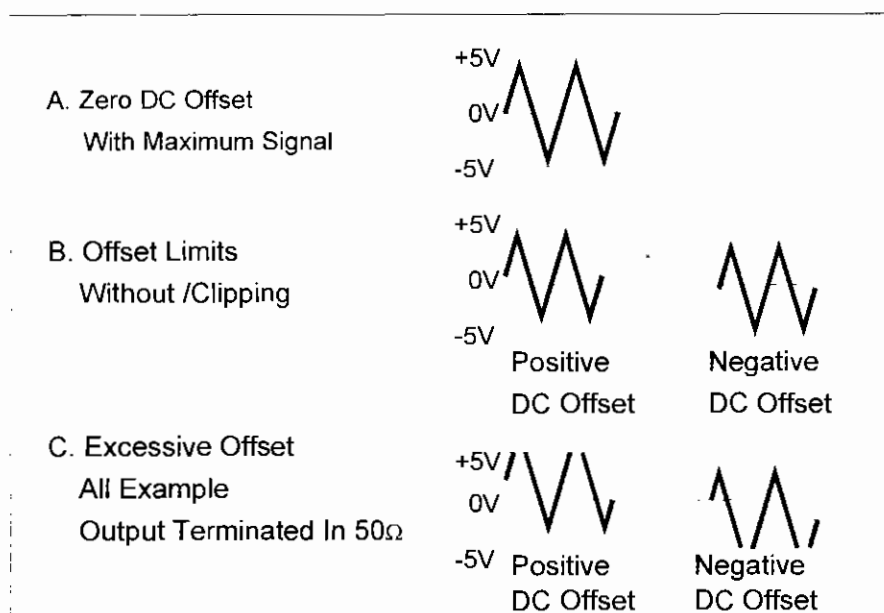 A. Zero DC Offset
With Maximum Signal
+5V
0V
-5V
B. Offset Limits
Without /Clipping
+5V
0V
-5V
Positive
DC Offset
Negative
DC Offset
C. Excessive Offset
All Example
Output Terminated In 50Ω
+5V
0V
-5V
Positive
DC Offset
Negative
DC Offset